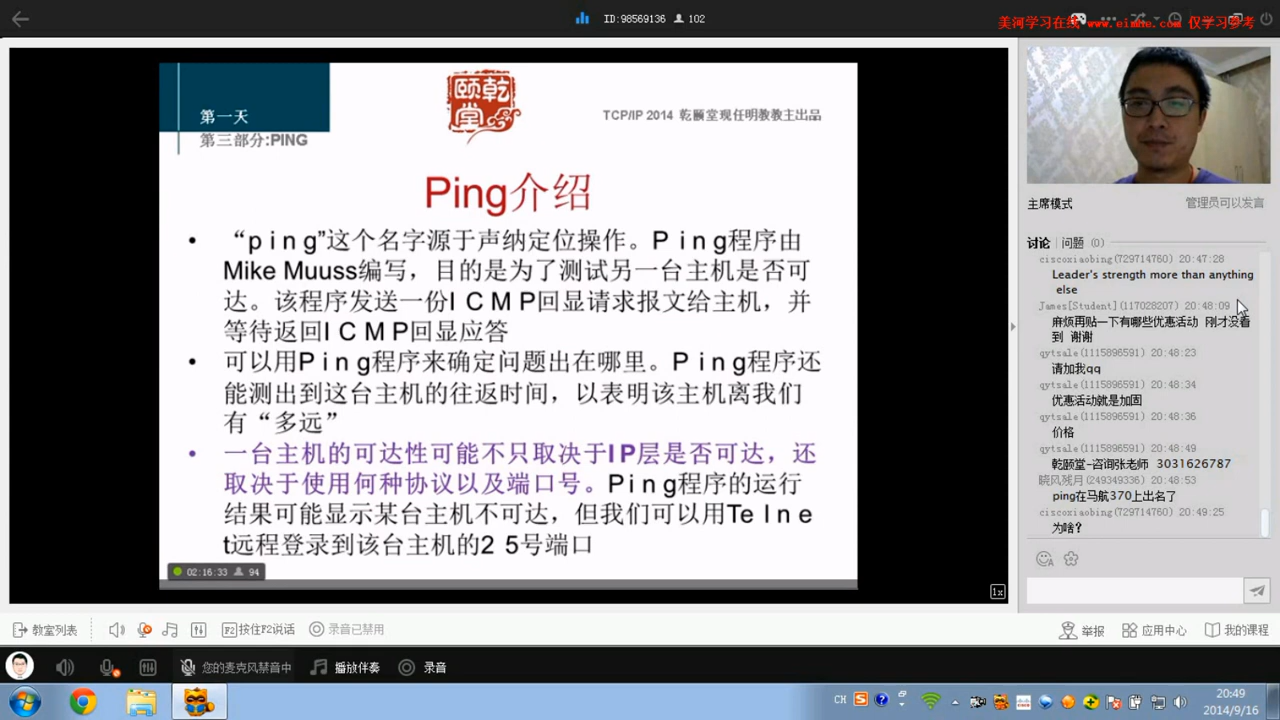 ID:98569136 102
美河学习在线 www.eimhe.com 仅学习参考
第一天
第三部分:PING
乾颐堂
TCP/IP 2014 乾颐堂现任明教教主出品
Ping介绍
• “ping”这个名字源于声纳定位操作。Ping程序由
Mike Muuss编写，目的是为了测试另一台主机是否可
达。该程序发送一份ICMP回显请求报文给主机，并
等待返回ICMP回显应答
• 可以用Ping程序来确定问题出在哪里。Ping程序还
能测出到这台主机的往返时间，以表明该主机离我们
有“多远”
• 一台主机的可达性可能不只取决于IP层是否可达，还
取决于使用何种协议以及端口号。Ping程序的运行
结果可能显示某台主机不可达，但我们可以用Telne
t远程登录到该台主机的25号端口
02:16:33 94
1x
主席模式 管理员可以发言
讨论 问题 (0)
ciscoxiaobing(729714760) 20:47:28
Leader's strength more than anything
else
James[Student](117028207) 20:48:09
麻烦再贴一下有哪些优惠活动 刚才没看
到 谢谢
qytsale(1115896591) 20:48:23
请加我qq
qytsale(1115896591) 20:48:34
优惠活动就是加固
qytsale(1115896591) 20:48:36
价格
qytsale(1115896591) 20:48:49
乾颐堂-咨询张老师 3031626787
晓风残月(249349336) 20:48:53
ping在马航370上出名了
ciscoxiaobing(729714760) 20:49:25
为啥?
教室列表 F2 按住F2说话 录音已禁用 举报 应用中心 我的课程
您的麦克风禁音中 播放伴奏 录音
CH 20:49
2014/9/16